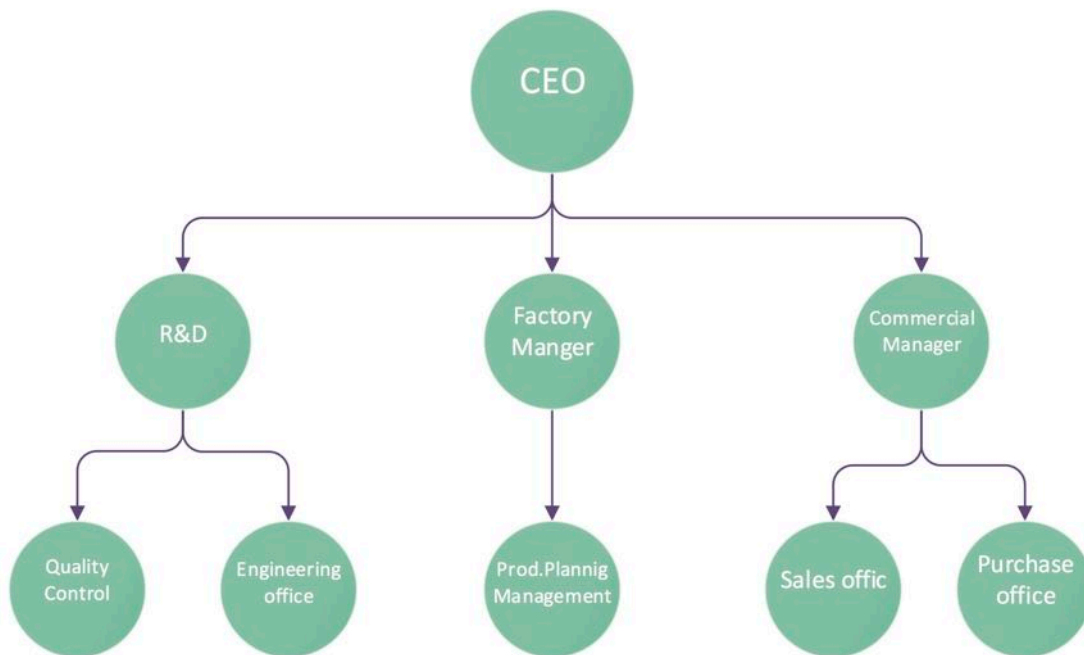 CEO
R&D
Factory
Manger
Commercial
Manager
Quality
Control
Engineering
office
Prod.Plannig
Management
Sales offic
Purchase
office